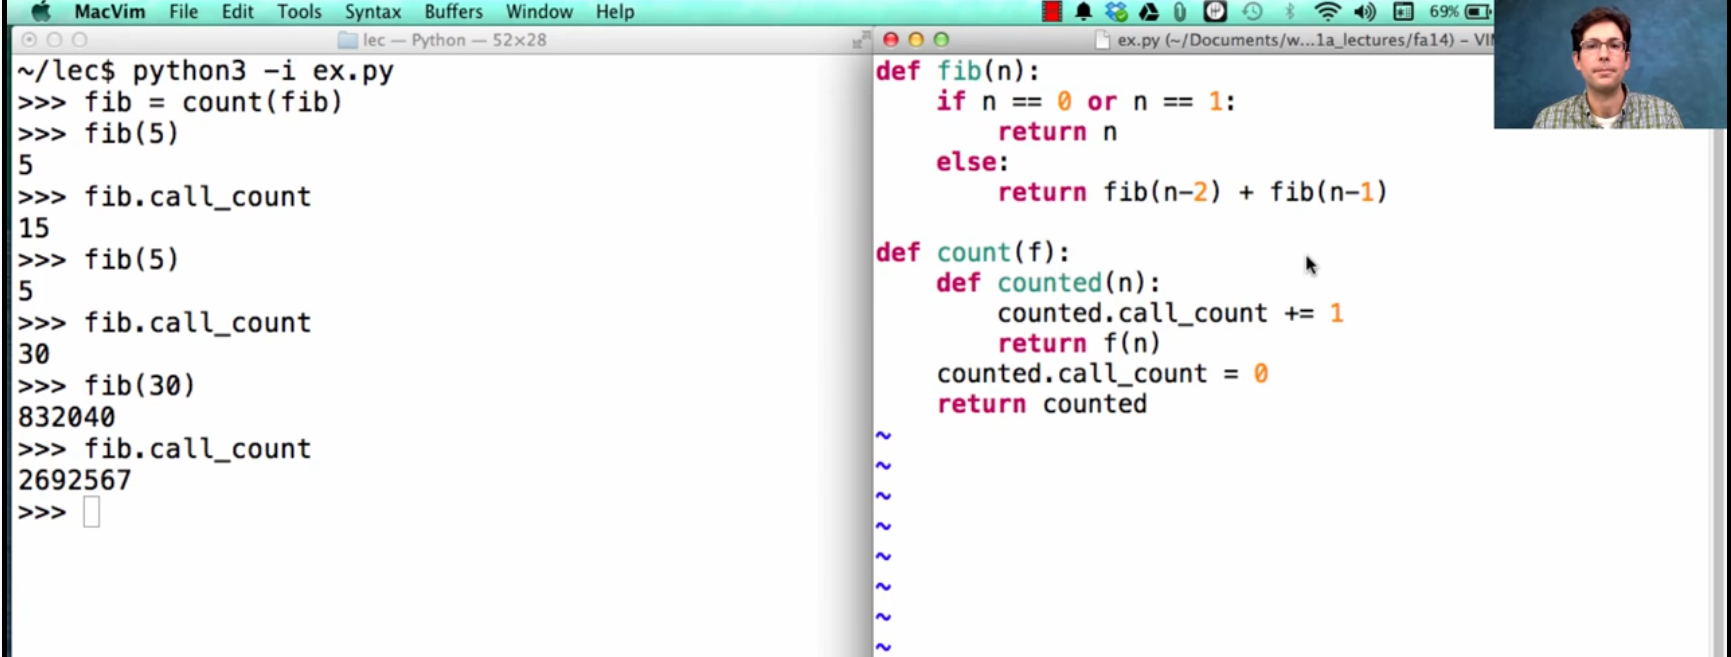 MacVim File Edit Tools Syntax Buffers Window Help 69%
lec — Python — 52×28
~/lec$ python3 -i ex.py
>>> fib = count(fib)
>>> fib(5)
5
>>> fib.call_count
15
>>> fib(5)
5
>>> fib.call_count
30
>>> fib(30)
832040
>>> fib.call_count
2692567
>>>
ex.py (~/Documents/w...1a_lectures/fa14) – VI
def fib(n):
    if n == 0 or n == 1:
        return n
    else:
        return fib(n-2) + fib(n-1)

def count(f):
    def counted(n):
        counted.call_count += 1
        return f(n)
    counted.call_count = 0
    return counted
~
~
~
~
~
~
~
~